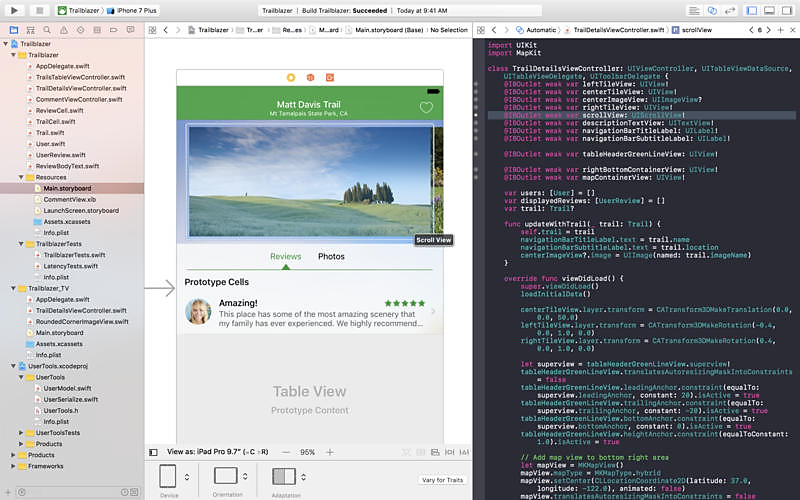 Trailblazer
iPhone 7 Plus
Trailblazer | Build Trailblazer: Succeeded | Today at 9:41 AM
Trailblazer
Tr...er
Re...es
M...ard
Main.storyboard (Base)
No Selection
Automatic
TrailDetailsViewController.swift
scrollView
6
Trailblazer
Trailblazer
AppDelegate.swift
TrailsTableViewController.swift
TrailDetailsViewController.swift
CommentViewController.swift
ReviewCell.swift
TrailCell.swift
Trail.swift
User.swift
UserReview.swift
ReviewBodyText.swift
Resources
Main.storyboard
CommentView.xib
LaunchScreen.storyboard
Assets.xcassets
Info.plist
TrailblazerTests
TrailblazerTests.swift
LatencyTests.swift
Info.plist
Trailblazer_TV
AppDelegate.swift
TrailDetailsViewController.swift
RoundedCornerImageView.swift
Main.storyboard
Assets.xcassets
Info.plist
UserTools.xcodeproj
UserTools
UserModel.swift
UserSerialize.swift
UserTools.h
Info.plist
UserToolsTests
Products
Products
Frameworks
Matt Davis Trail
Mt Tamelpais State Park, CA
Scroll View
Reviews
Photos
Prototype Cells
Amazing!
This place has some of the most amazing scenery that
my family has ever experienced. We highly recommend...
Table View
Prototype Content
View as: iPad Pro 9.7" (C R)
95%
Device
Orientation
Adaptation
Vary for Traits
import UIKit
import MapKit
class TrailDetailsViewController: UIViewController, UITableViewDataSource,
UITableViewDelegate, UIToolbarDelegate {
@IBOutlet weak var leftTileView: UIView!
@IBOutlet weak var centerTileView: UIView!
@IBOutlet weak var centerImageView: UIImageView?
@IBOutlet weak var rightTileView: UIView!
@IBOutlet weak var scrollView: UIScrollView!
@IBOutlet weak var descriptionTextView: UITextView!
@IBOutlet weak var navigationBarTitleLabel: UILabel!
@IBOutlet weak var navigationBarSubtitleLabel: UILabel!
@IBOutlet weak var tableHeaderGreenLineView: UIView!
@IBOutlet weak var rightBottomContainerView: UIView!
@IBOutlet weak var mapContainerView: UIView!
var users: [User] = []
var displayedReviews: [UserReview] = []
var trail: Trail?
func updateWithTrail(_ trail: Trail) {
self.trail = trail
navigationBarTitleLabel.text = trail.name
navigationBarSubtitleLabel.text = trail.location
centerImageView?.image = UIImage(named: trail.imageName)
}
override func viewDidLoad() {
super.viewDidLoad()
loadInitialData()
centerTileView.layer.transform = CATransform3DMakeTranslation(0.0,
0.0, 50.0)
leftTileView.layer.transform = CATransform3DMakeRotation(-0.4,
0.0, 1.0, 0.0)
rightTileView.layer.transform = CATransform3DMakeRotation(0.4,
0.0, 1.0, 0.0)
let superview = tableHeaderGreenLineView.superview!
tableHeaderGreenLineView.translatesAutoresizingMaskIntoConstraints
= false
tableHeaderGreenLineView.leadingAnchor.constraint(equalTo:
superview.leadingAnchor, constant: 20).isActive = true
tableHeaderGreenLineView.trailingAnchor.constraint(equalTo:
superview.trailingAnchor, constant: -20).isActive = true
tableHeaderGreenLineView.bottomAnchor.constraint(equalTo:
superview.bottomAnchor, constant: 0).isActive = true
tableHeaderGreenLineView.heightAnchor.constraint(equalToConstant:
1.0).isActive = true
// Add map view to bottom right area
let mapView = MKMapView()
mapView.mapType = MKMapType.hybrid
mapView.setCenter(CLLocationCoordinate2D(latitude: 37.0,
longitude: -122.0), animated: false)
mapView.translatesAutoresizingMaskIntoConstraints = false